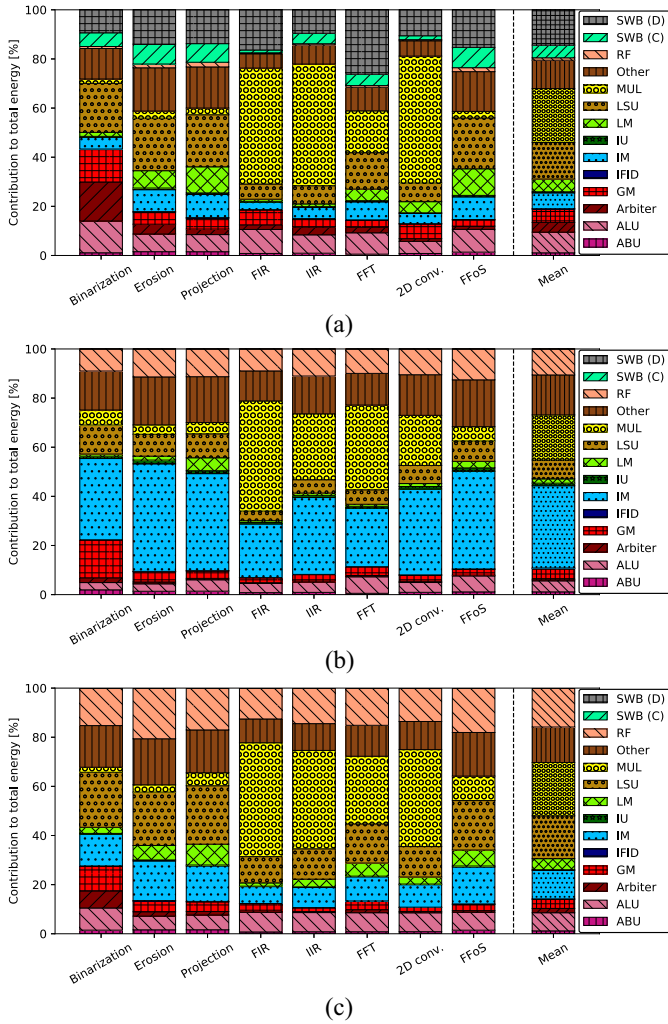 Contribution to total energy [%]
100
80
60
40
20
0
Binarization
Erosion
Projection
FIR
IIR
FFT
2D conv.
FFoS
Mean
SWB (D)
SWB (C)
RF
Other
MUL
LSU
LM
IU
IM
IFID
GM
Arbiter
ALU
ABU
(a)
Contribution to total energy [%]
100
80
60
40
20
0
Binarization
Erosion
Projection
FIR
IIR
FFT
2D conv.
FFoS
Mean
SWB (D)
SWB (C)
RF
Other
MUL
LSU
LM
IU
IM
IFID
GM
Arbiter
ALU
ABU
(b)
Contribution to total energy [%]
100
80
60
40
20
0
Binarization
Erosion
Projection
FIR
IIR
FFT
2D conv.
FFoS
Mean
SWB (D)
SWB (C)
RF
Other
MUL
LSU
LM
IU
IM
IFID
GM
Arbiter
ALU
ABU
(c)